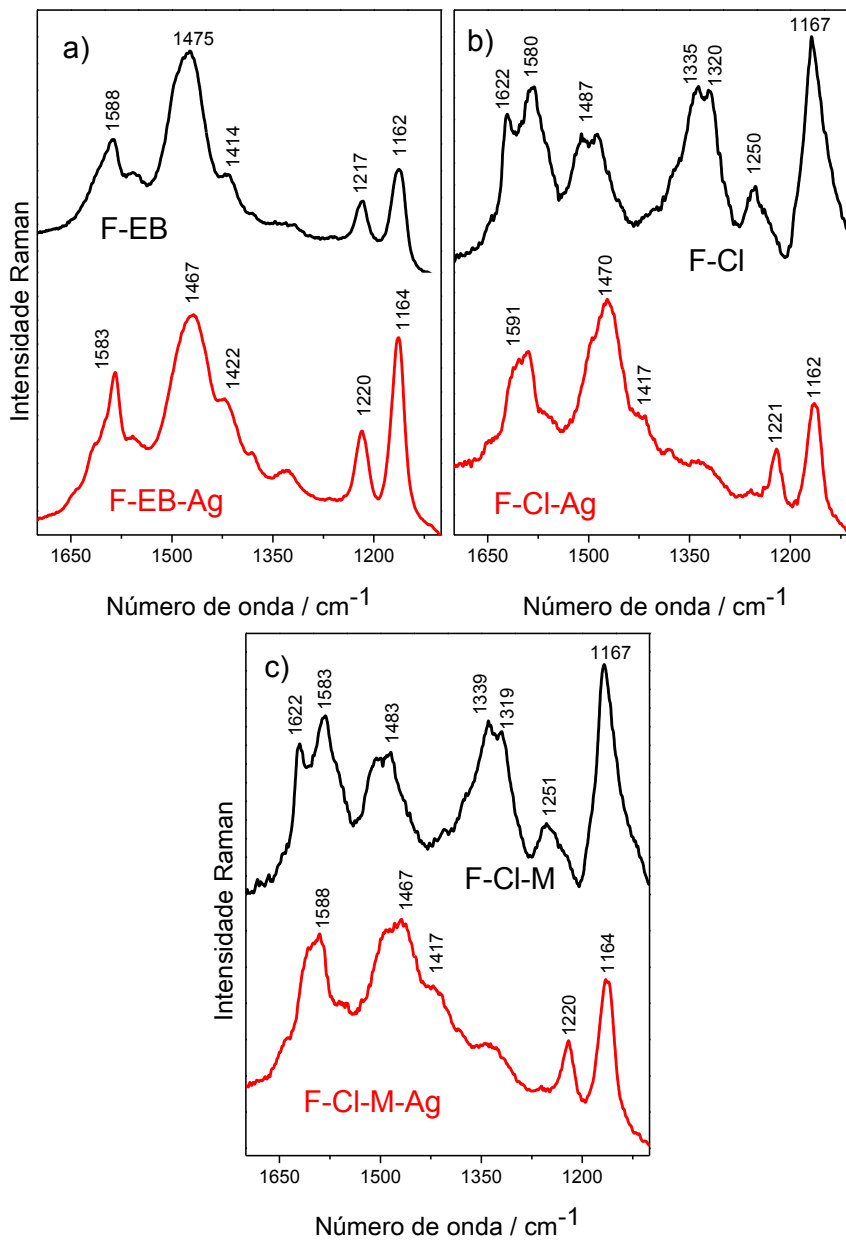 a)
1475
1588
1414
1217
1162
F-EB
1467
1583
1422
1220
1164
F-EB-Ag
1650 1500 1350 1200
Número de onda / cm-1
Intensidade Raman
b)
1167
1622
1580
1487
1335
1320
1250
F-Cl
1591
1470
1417
1221
1162
F-Cl-Ag
1650 1500 1350 1200
Número de onda / cm-1
c)
1167
1622
1583
1483
1339
1319
1251
F-Cl-M
1588
1467
1417
1220
1164
F-Cl-M-Ag
1650 1500 1350 1200
Número de onda / cm-1
Intensidade Raman